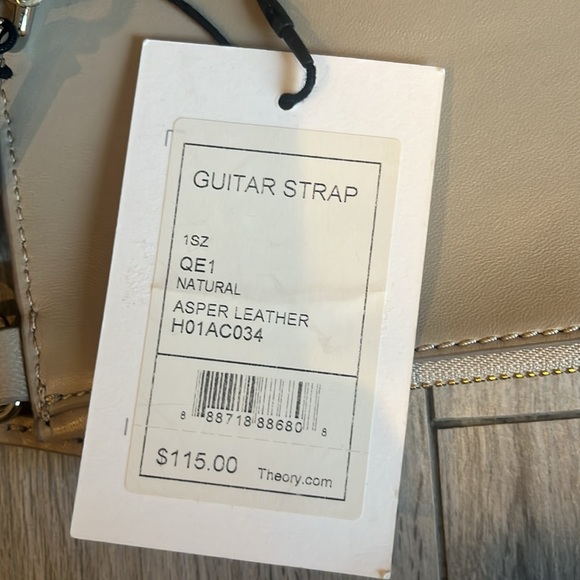 GUITAR STRAP
1SZ
QE1
NATURAL
ASPER LEATHER
H01AC034
8 88718 88680 8
$115.00 Theory.com